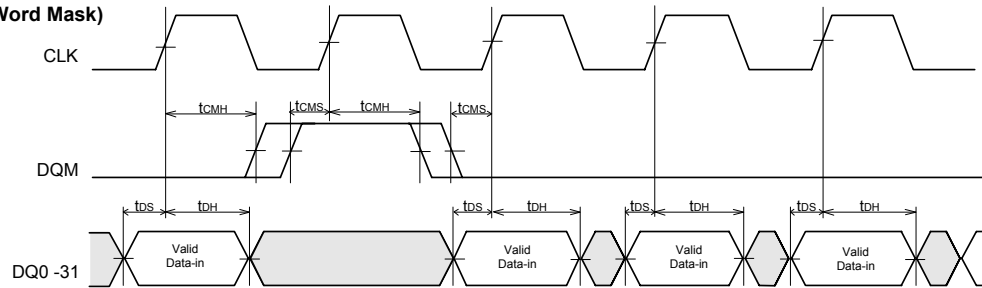 Word Mask)
CLK
tCMH tCMS tCMH tCMS
DQM
tDS tDH tDS tDH tDS tDH tDS tDH
Valid Data-in Valid Data-in Valid Data-in Valid Data-in
DQ0 -31